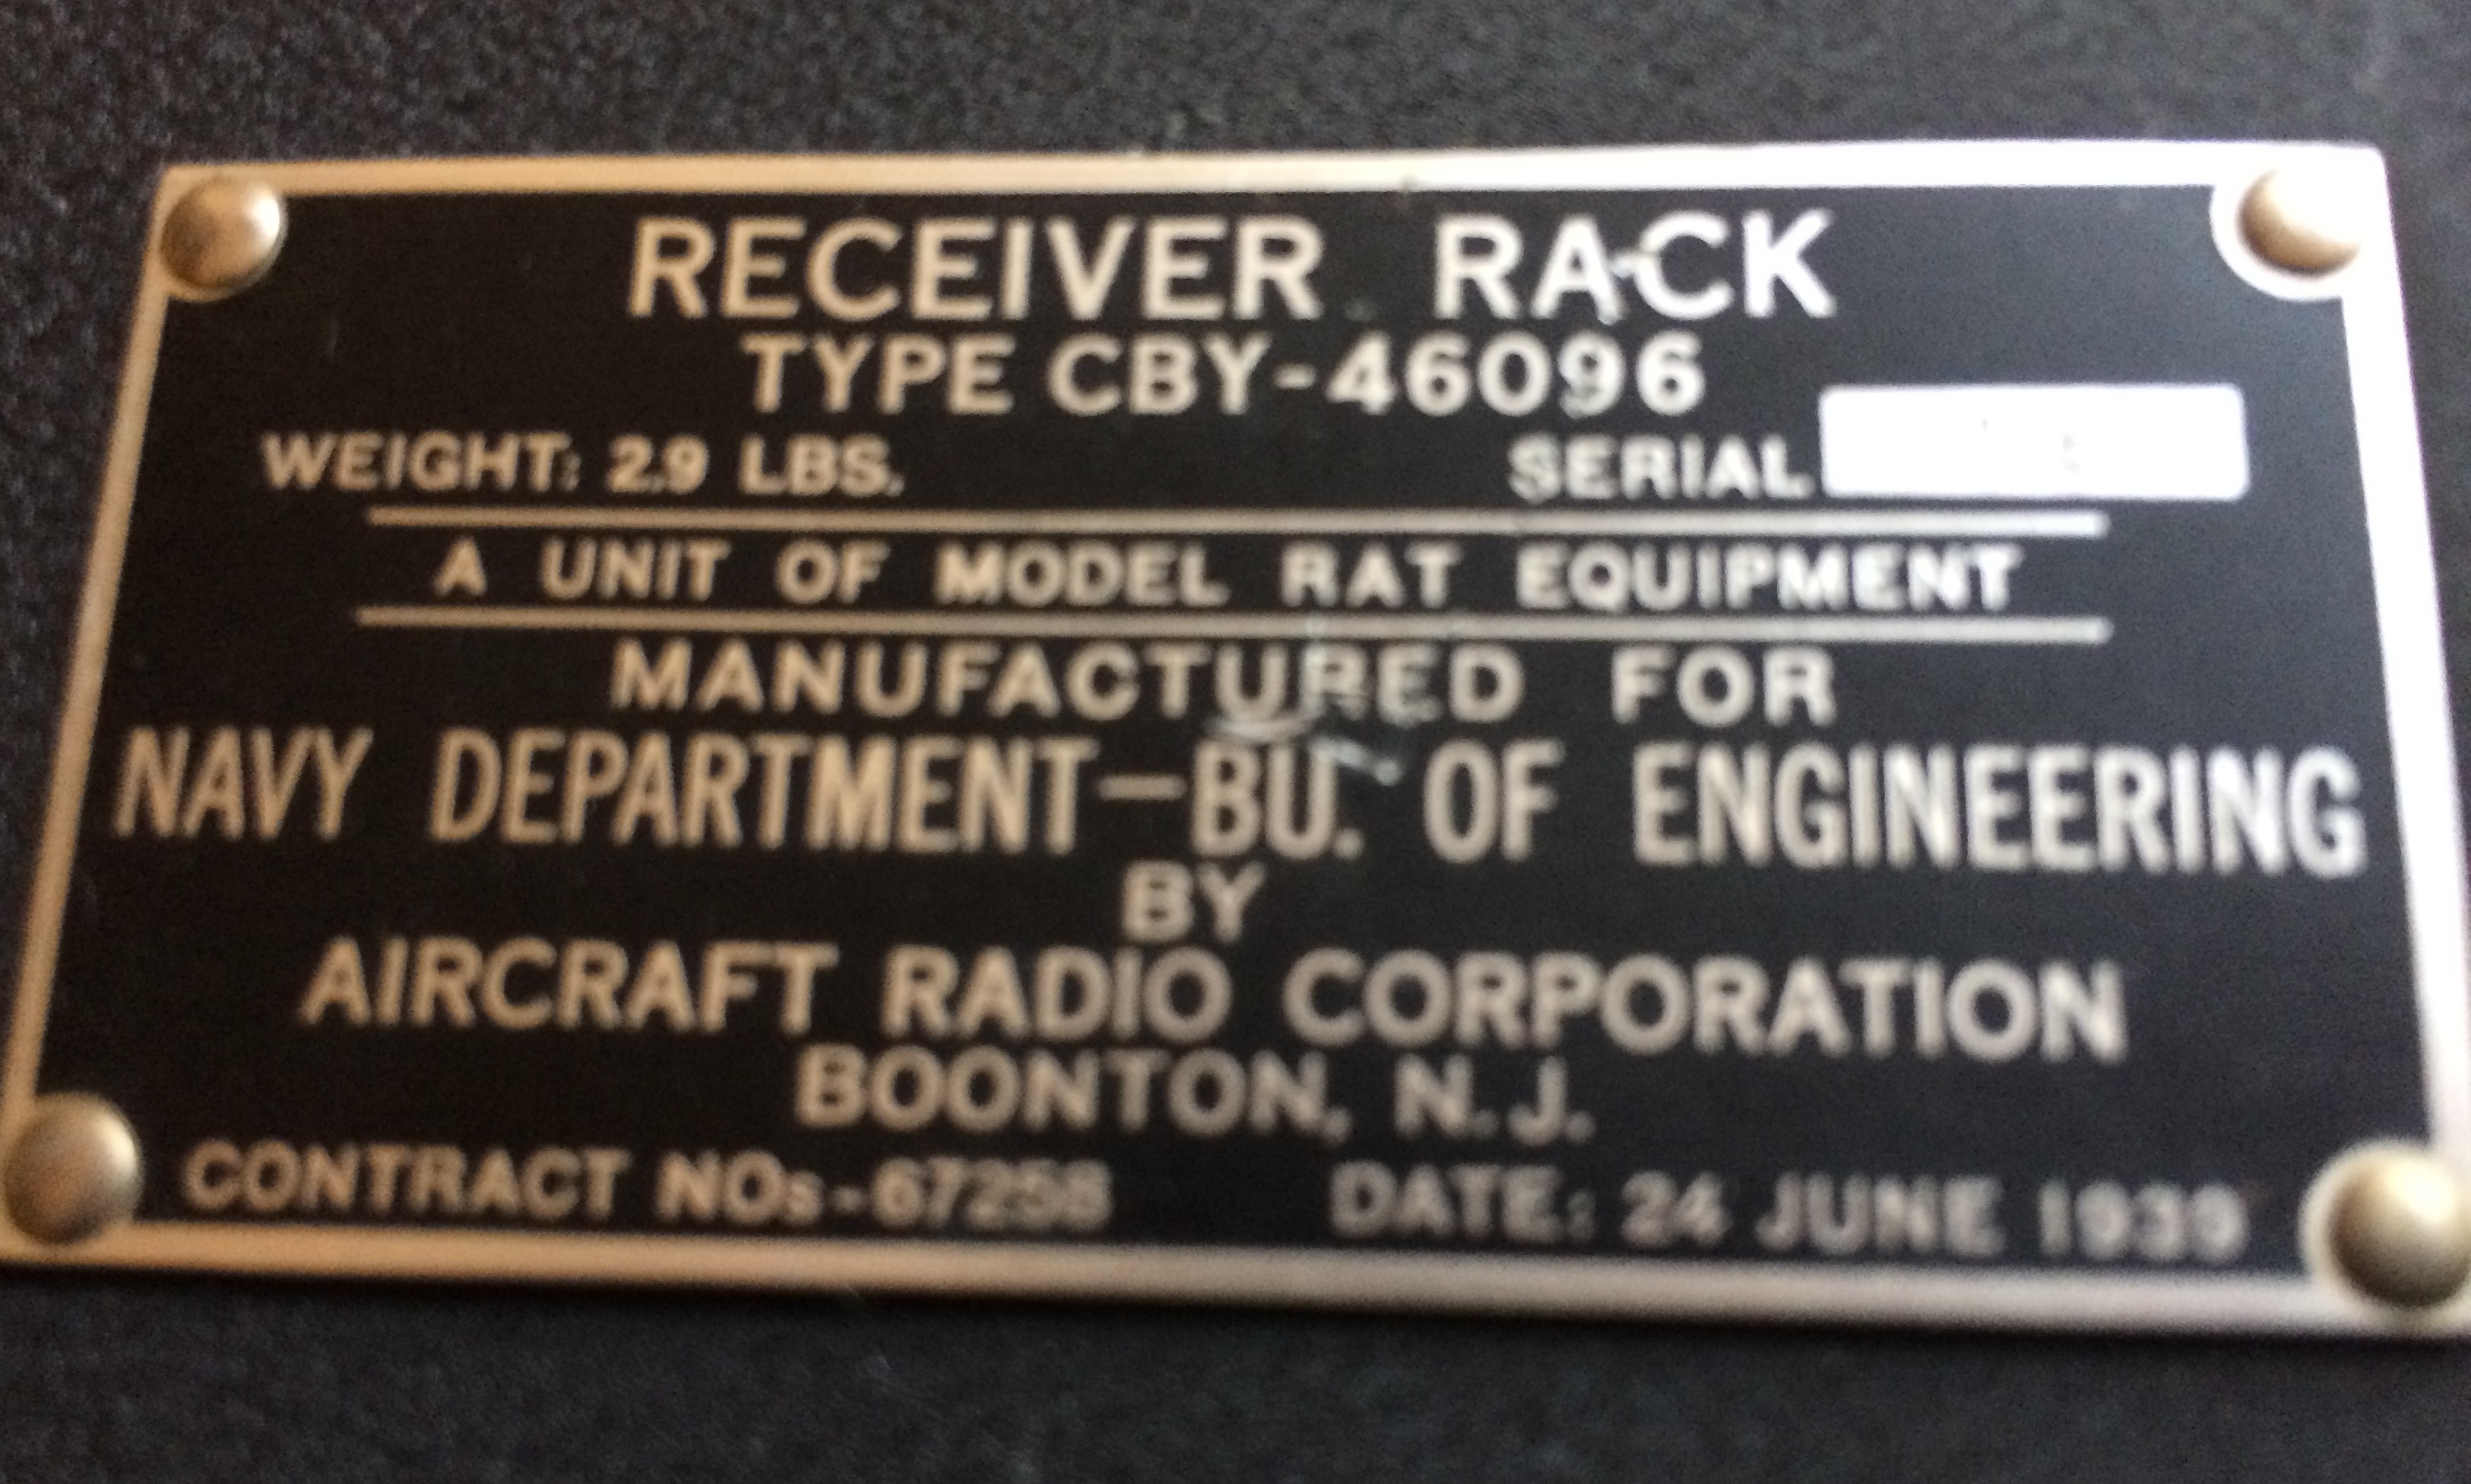 RECEIVER RACK
TYPE CBY-46096
WEIGHT: 2.9 LBS. SERIAL
A UNIT OF MODEL RAT EQUIPMENT
MANUFACTURED FOR
NAVY DEPARTMENT—BU. OF ENGINEERING
BY
AIRCRAFT RADIO CORPORATION
BOONTON, N.J.
CONTRACT NOs-67258 DATE: 24 JUNE 1939